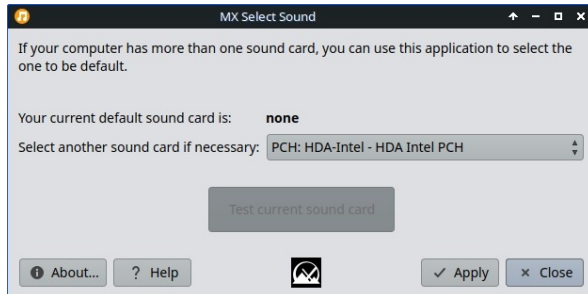 MX Select Sound
If your computer has more than one sound card, you can use this application to select the
one to be default.
Your current default sound card is: none
Select another sound card if necessary: PCH: HDA-Intel - HDA Intel PCH
Test current sound card
About... ? Help Apply Close